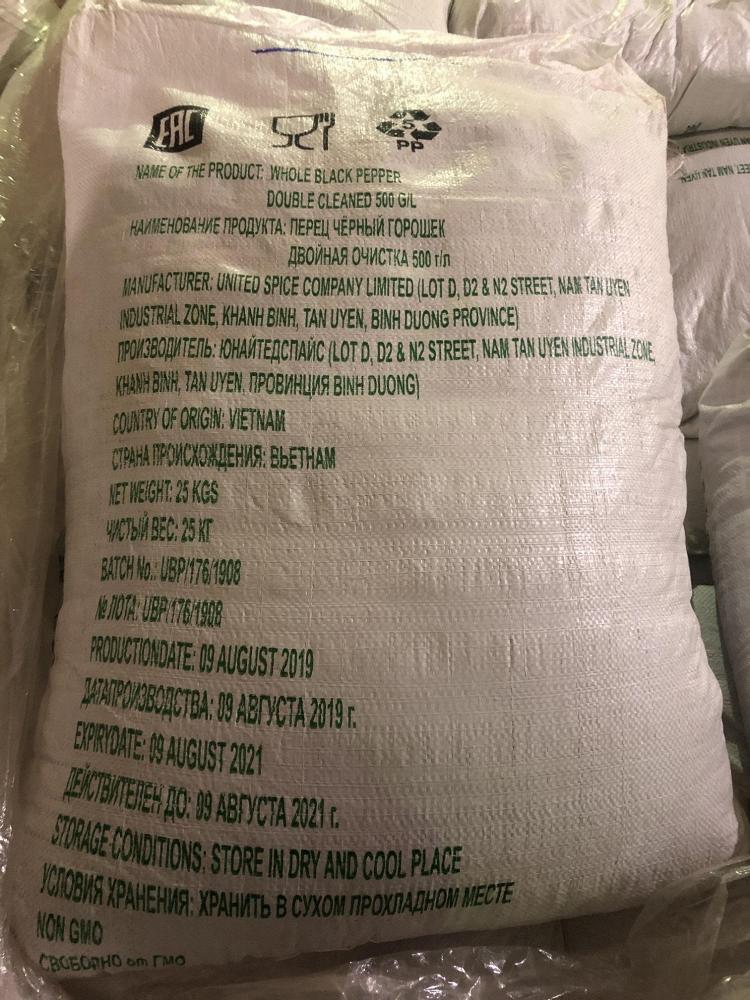 EAC
5
PP
NAME OF THE PRODUCT: WHOLE BLACK PEPPER
DOUBLE CLEANED 500 G/L
НАИМЕНОВАНИЕ ПРОДУКТА: ПЕРЕЦ ЧЁРНЫЙ ГОРОШЕК
ДВОЙНАЯ ОЧИСТКА 500 г/л
MANUFACTURER: UNITED SPICE COMPANY LIMITED (LOT D, D2 & N2 STREET, NAM TAN UYEN
INDUSTRIAL ZONE, KHANH BINH, TAN UYEN, BINH DUONG PROVINCE)
ПРОИЗВОДИТЕЛЬ: ЮНАЙТЕДСПАЙС (LOT D, D2 & N2 STREET, NAM TAN UYEN INDUSTRIAL ZONE,
KHANH BINH, TAN UYEN, ПРОВИНЦИЯ BINH DUONG)
COUNTRY OF ORIGIN: VIETNAM
СТРАНА ПРОИСХОЖДЕНИЯ: ВЬЕТНАМ
NET WEIGHT: 25 KGS
ЧИСТЫЙ ВЕС: 25 КГ
BATCH No.: UBP/176/1908
№ ЛОТА: UBP/176/1908
PRODUCTIONDATE: 09 AUGUST 2019
ДАТАПРОИЗВОДСТВА: 09 АВГУСТА 2019 г.
EXPIRYDATE: 09 AUGUST 2021
ДЕЙСТВИТЕЛЕН ДО: 09 АВГУСТА 2021 г.
STORAGE CONDITIONS: STORE IN DRY AND COOL PLACE
УСЛОВИЯ ХРАНЕНИЯ: ХРАНИТЬ В СУХОМ ПРОХЛАДНОМ МЕСТЕ
NON GMO
СВОБОДНО от ГМО
EET, NAM TAN UYEN